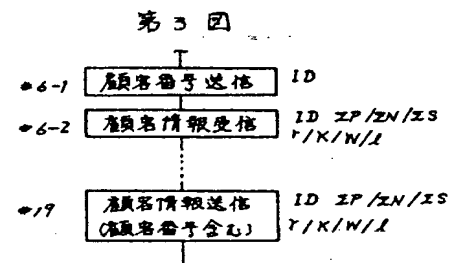 第 3 図
#6-1 顧客番号送信 ID
#6-2 顧客情報受信 ID ΣP/ΣN/ΣS
r/K/W/l
#19 顧客情報送信 ID ΣP/ΣN/ΣS
(顧客番号含む) r/K/W/l